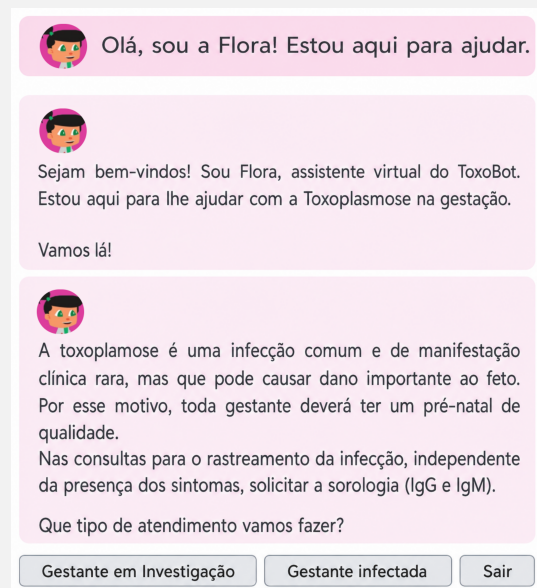 Olá, sou a Flora! Estou aqui para ajudar.
Sejam bem-vindos! Sou Flora, assistente virtual do ToxoBot.
Estou aqui para lhe ajudar com a Toxoplasmose na gestação.
Vamos lá!
A toxoplamose é uma infecção comum e de manifestação
clínica rara, mas que pode causar dano importante ao feto.
Por esse motivo, toda gestante deverá ter um pré-natal de
qualidade.
Nas consultas para o rastreamento da infecção, independente
da presença dos sintomas, solicitar a sorologia (IgG e IgM).
Que tipo de atendimento vamos fazer?
Gestante em Investigação
Gestante infectada
Sair